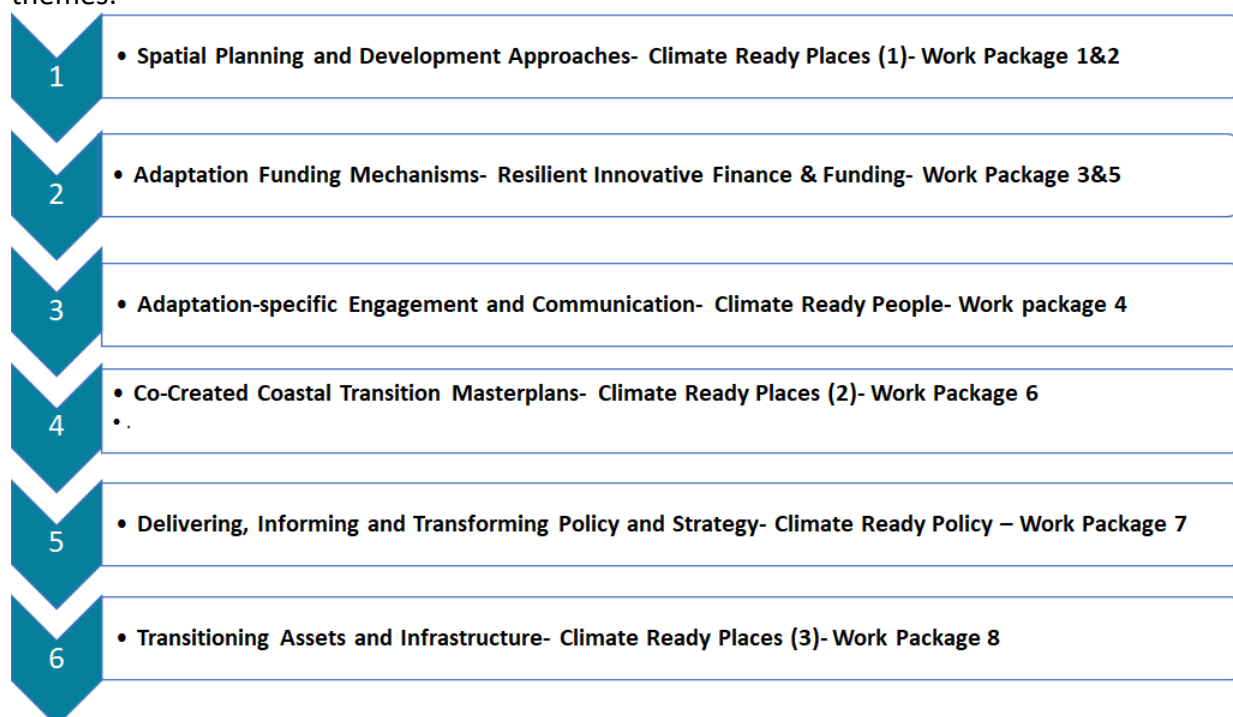 themes:
1
• Spatial Planning and Development Approaches- Climate Ready Places (1)- Work Package 1&2
2
• Adaptation Funding Mechanisms- Resilient Innovative Finance & Funding- Work Package 3&5
3
• Adaptation-specific Engagement and Communication- Climate Ready People- Work package 4
4
• Co-Created Coastal Transition Masterplans- Climate Ready Places (2)- Work Package 6
• .
5
• Delivering, Informing and Transforming Policy and Strategy- Climate Ready Policy – Work Package 7
6
• Transitioning Assets and Infrastructure- Climate Ready Places (3)- Work Package 8